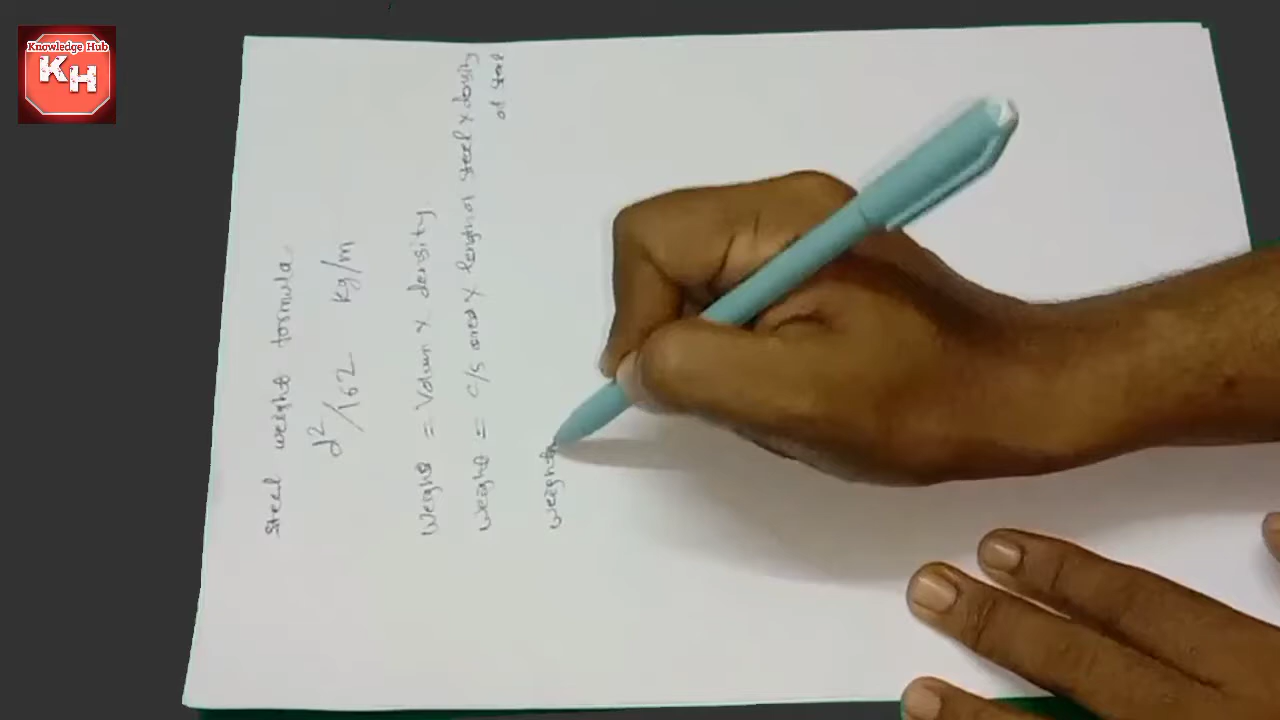 Knowledge Hub
KH
Steel weight formula
d²/162 kg/m
Weight = Volum x density
Weight = c/s area x length of steel x density
of steel
Weight